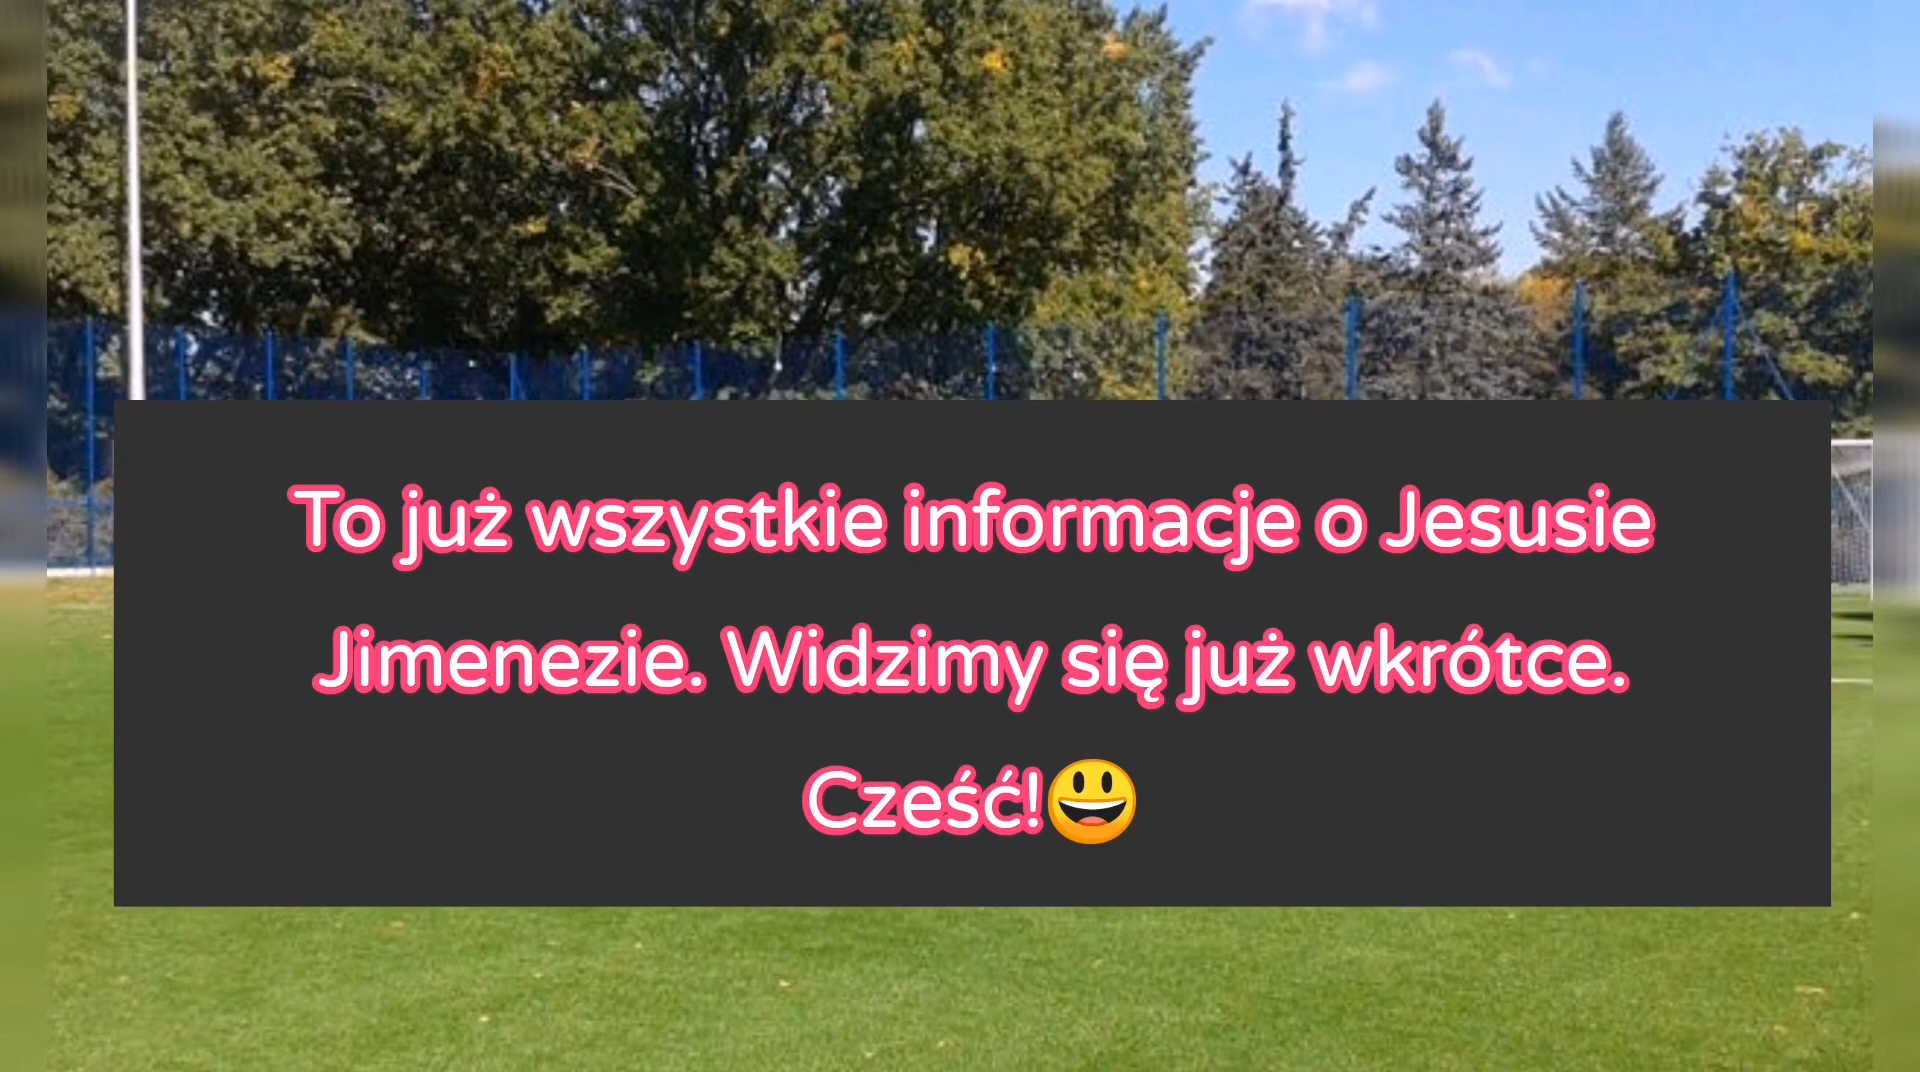 To już wszystkie informacje o Jesusie
Jimenezie. Widzimy się już wkrótce.
Cześć!😃